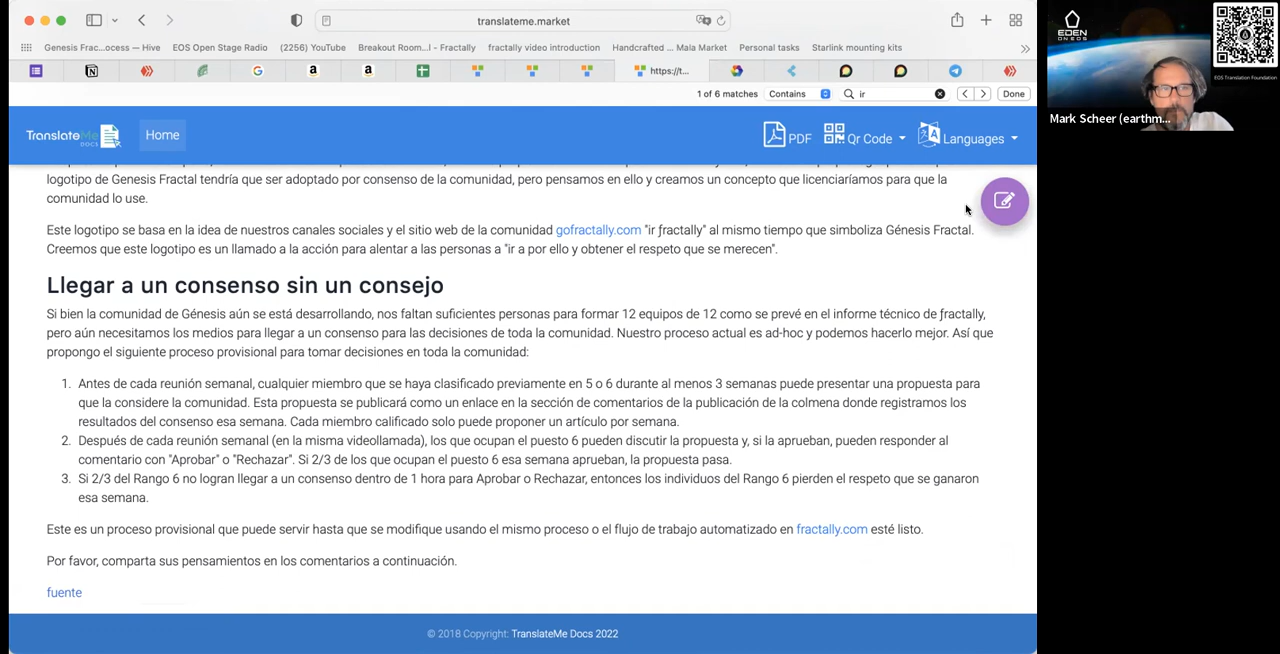 translateme.market
Genesis Frac...ocess — Hive
EOS Open Stage Radio
(2256) YouTube
Breakout Room...l - Fractally
fractally video introduction
Handcrafted ... Mala Market
Personal tasks
Starlink mounting kits
https://t...
1 of 6 matches
Contains
ir
Done
TranslateMe
DOCS
Home
PDF
Qr Code
Languages
logotipo de Genesis Fractal tendría que ser adoptado por consenso de la comunidad, pero pensamos en ello y creamos un concepto que licenciaríamos para que la
comunidad lo use.
Este logotipo se basa en la idea de nuestros canales sociales y el sitio web de la comunidad gofractally.com "ir ƒractally" al mismo tiempo que simboliza Génesis Fractal.
Creemos que este logotipo es un llamado a la acción para alentar a las personas a "ir a por ello y obtener el respeto que se merecen".
Llegar a un consenso sin un consejo
Si bien la comunidad de Génesis aún se está desarrollando, nos faltan suficientes personas para formar 12 equipos de 12 como se prevé en el informe técnico de ƒractally,
pero aún necesitamos los medios para llegar a un consenso para las decisiones de toda la comunidad. Nuestro proceso actual es ad-hoc y podemos hacerlo mejor. Así que
propongo el siguiente proceso provisional para tomar decisiones en toda la comunidad:
1. Antes de cada reunión semanal, cualquier miembro que se haya clasificado previamente en 5 o 6 durante al menos 3 semanas puede presentar una propuesta para
que la considere la comunidad. Esta propuesta se publicará como un enlace en la sección de comentarios de la publicación de la colmena donde registramos los
resultados del consenso esa semana. Cada miembro calificado solo puede proponer un artículo por semana.
2. Después de cada reunión semanal (en la misma videollamada), los que ocupan el puesto 6 pueden discutir la propuesta y, si la aprueban, pueden responder al
comentario con "Aprobar" o "Rechazar". Si 2/3 de los que ocupan el puesto 6 esa semana aprueban, la propuesta pasa.
3. Si 2/3 del Rango 6 no logran llegar a un consenso dentro de 1 hora para Aprobar o Rechazar, entonces los individuos del Rango 6 pierden el respeto que se ganaron
esa semana.
Este es un proceso provisional que puede servir hasta que se modifique usando el mismo proceso o el flujo de trabajo automatizado en fractally.com esté listo.
Por favor, comparta sus pensamientos en los comentarios a continuación.
fuente
© 2018 Copyright: TranslateMe Docs 2022
EDEN
ON EOS
EOS Translation Foundation
Mark Scheer (earthm...